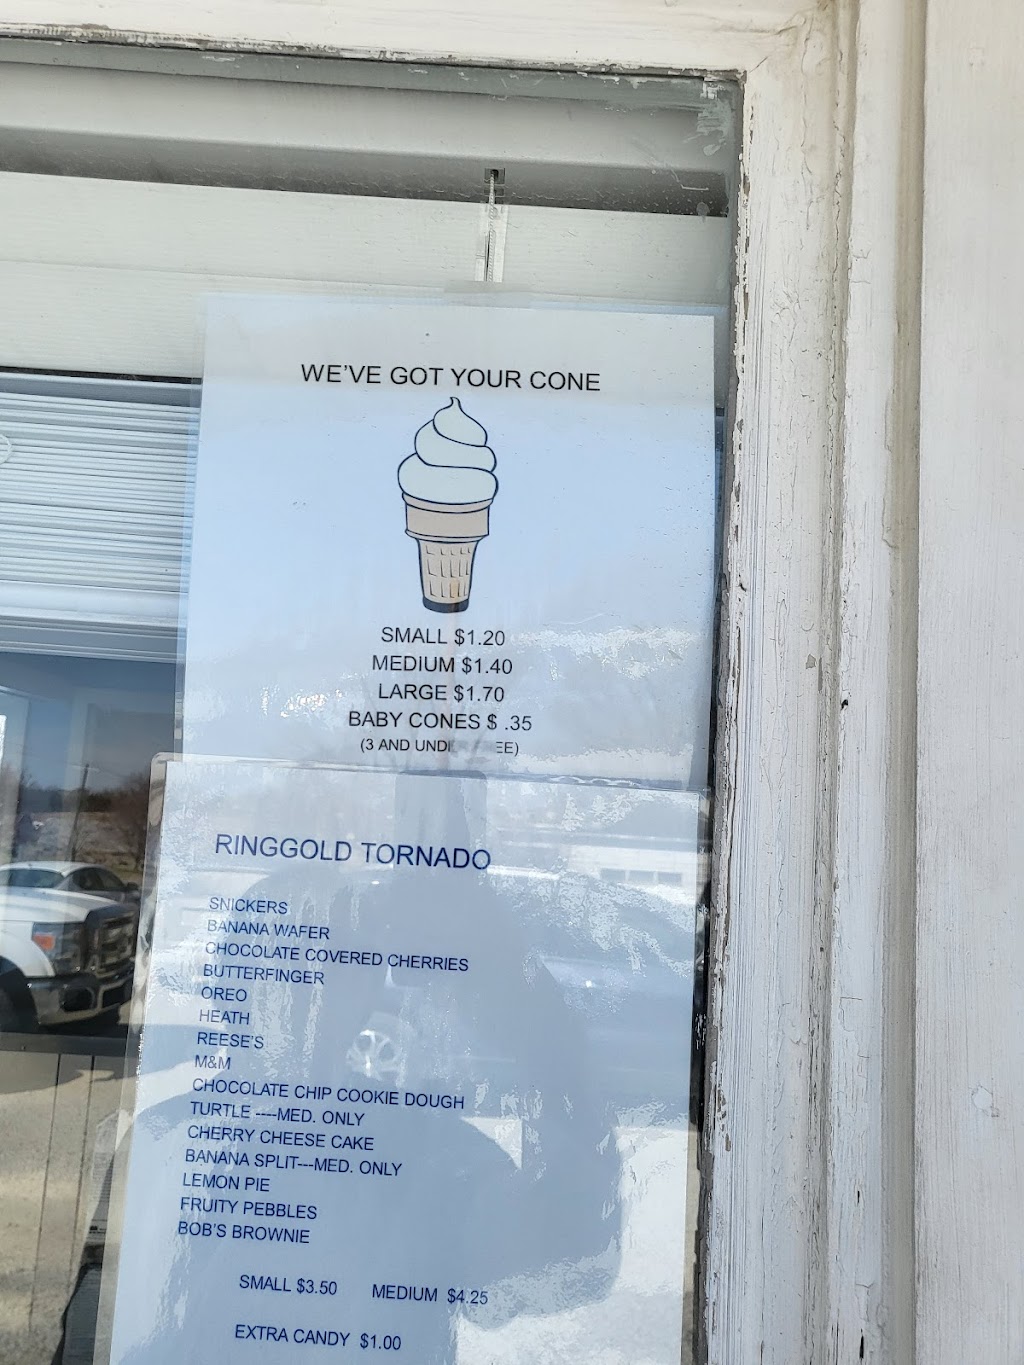 WE'VE GOT YOUR CONE
SMALL $1.20
MEDIUM $1.40
LARGE $1.70
BABY CONES $ .35
(3 AND
RINGGOLD TORNADO
SNICKERS
BANANA WAFER
CHOCOLATE COVERED CHERRIES
BUTTERFINGER
OREO
HEATH
REESE'S
M&M
CHOCOLATE CHIP COOKIE DOUGH
TURTLE ----MED. ONLY
CHERRY CHEESE CAKE
BANANA SPLIT---MED. ONLY
LEMON PIE
FRUITY PEBBLES
BOB'S BROWNIE
SMALL $3.50 MEDIUM $4.25
EXTRA CANDY $1.00